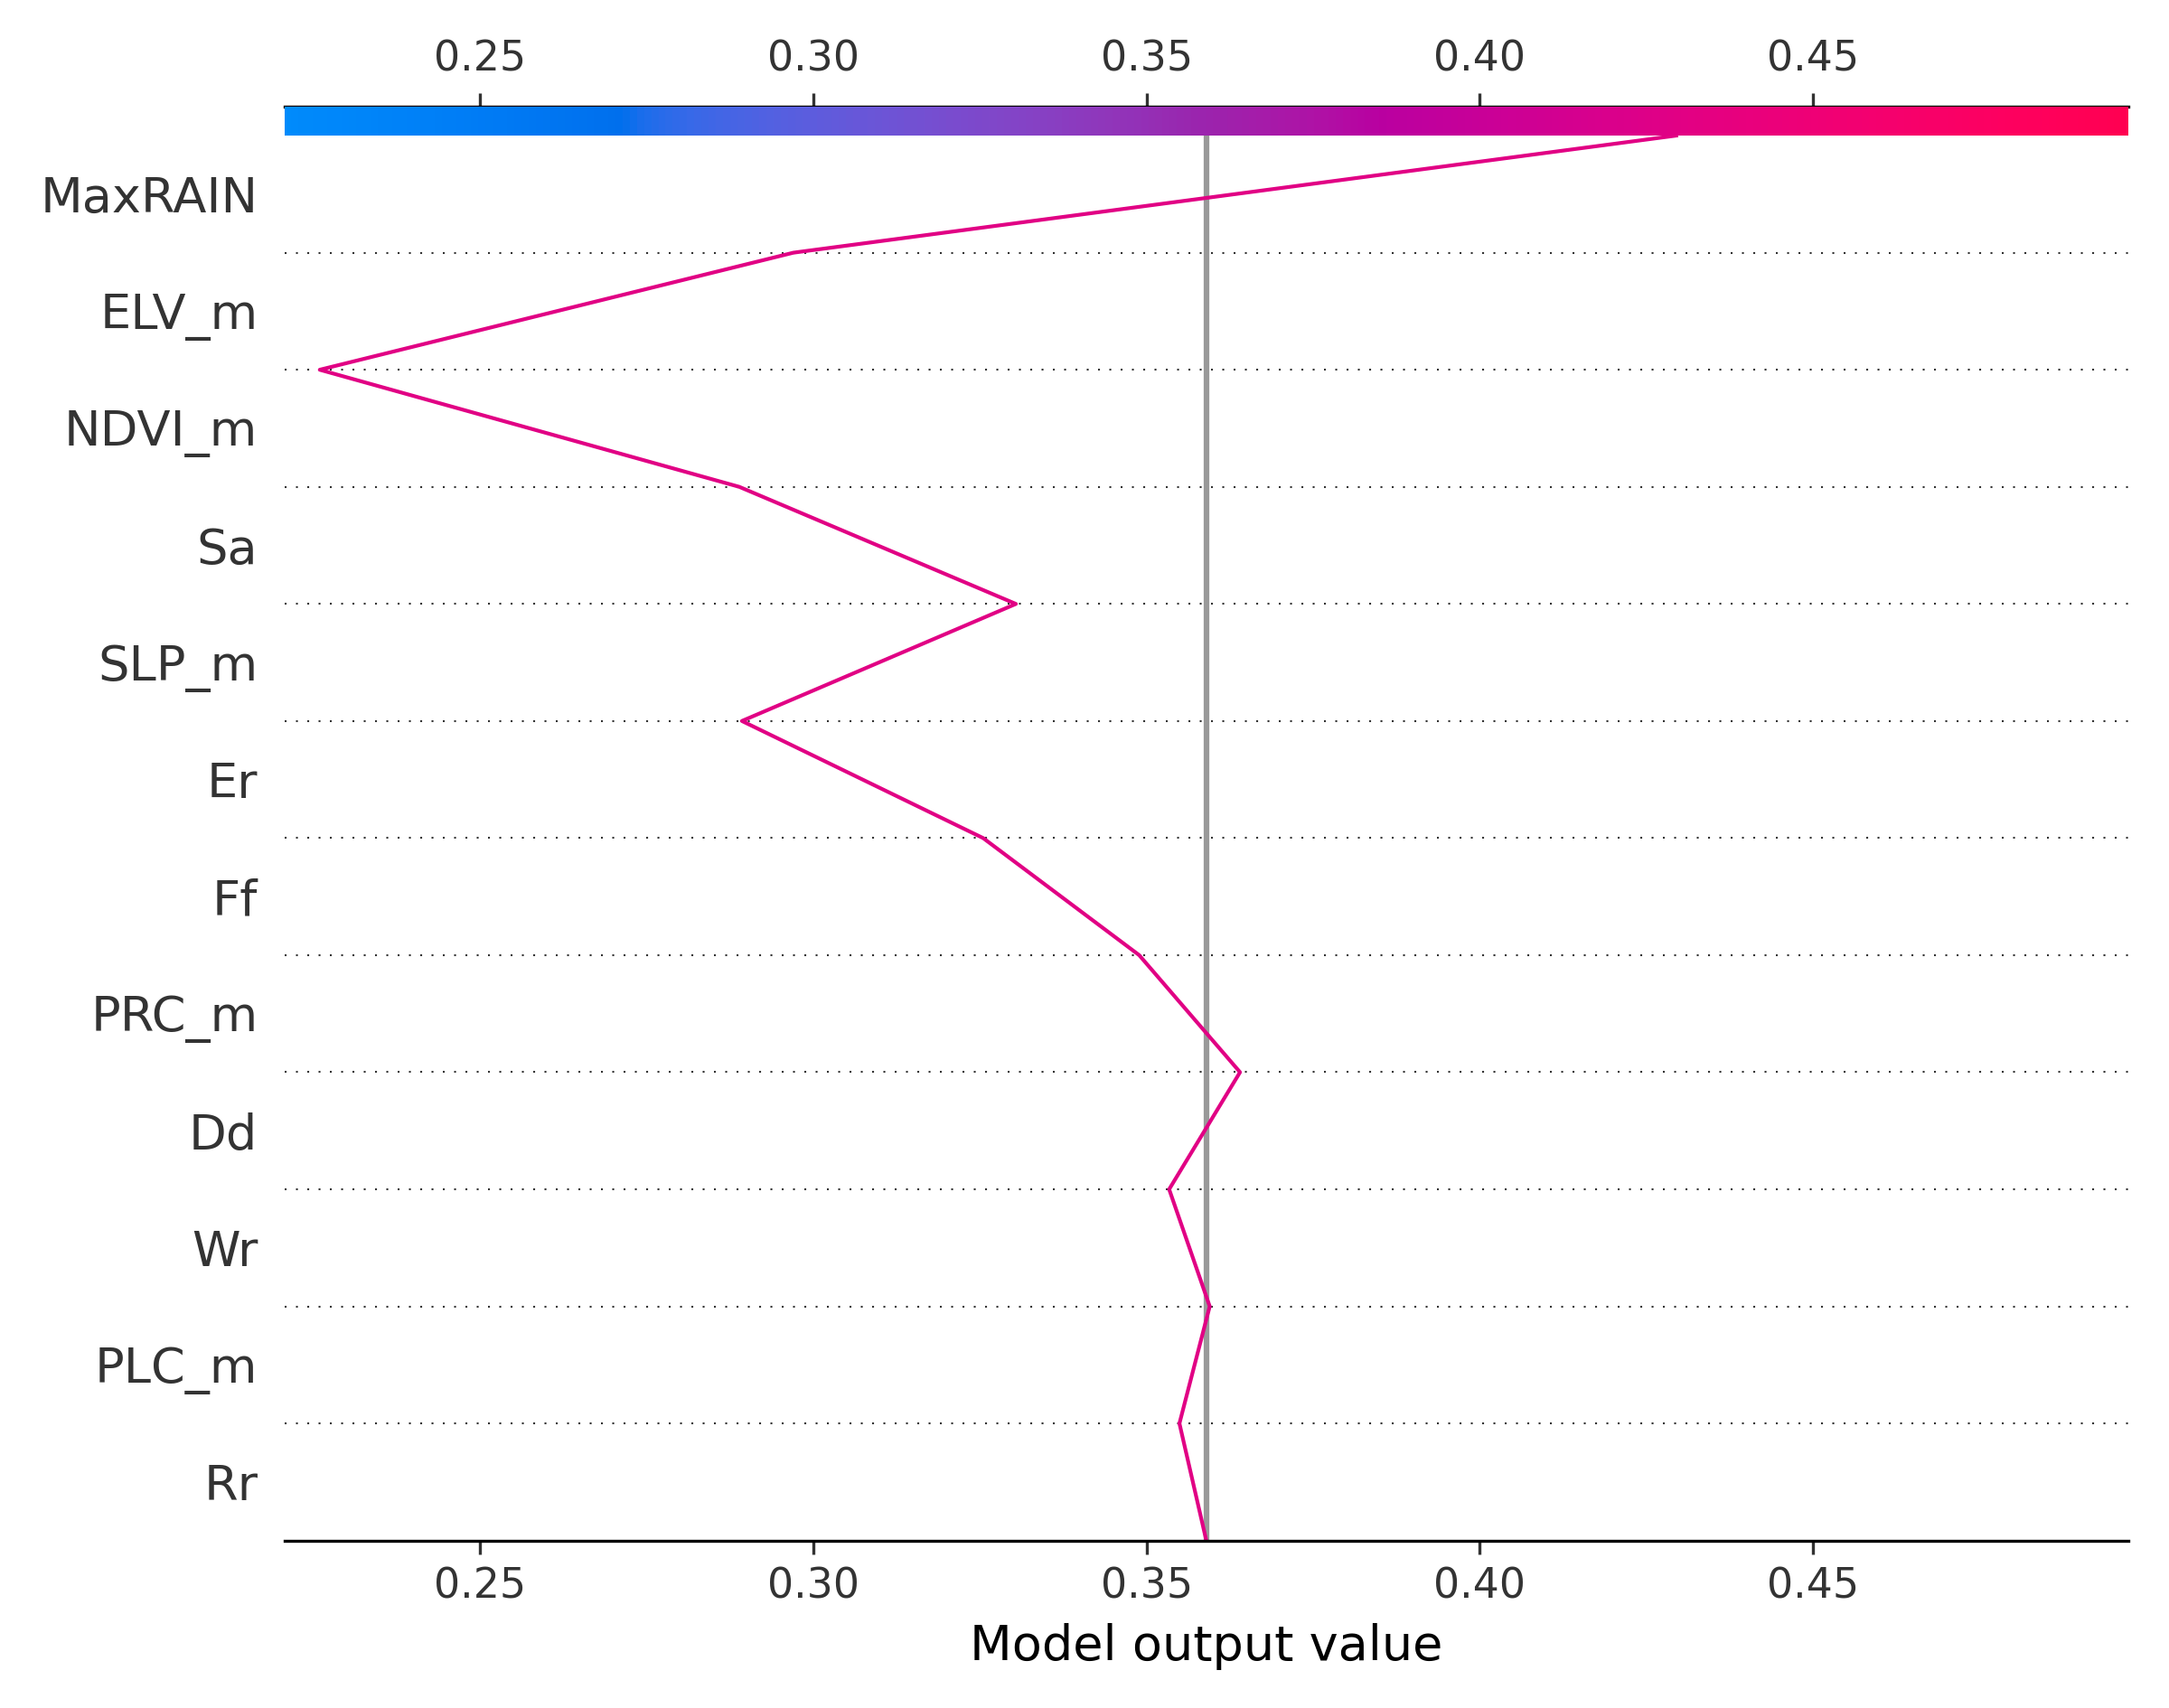 0.25 0.30 0.35 0.40 0.45
MaxRAIN
ELV_m
NDVI_m
Sa
SLP_m
Er
Ff
PRC_m
Dd
Wr
PLC_m
Rr
0.25 0.30 0.35 0.40 0.45
Model output value